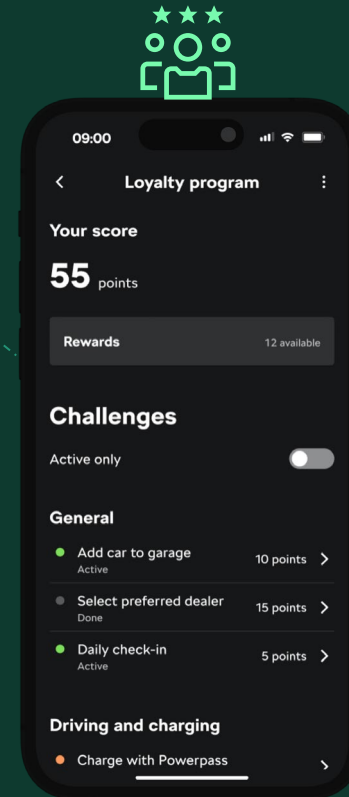 09:00
Loyalty program
Your score
55 points
Rewards 12 available
Challenges
Active only
General
Add car to garage 10 points
Active
Select preferred dealer 15 points
Done
Daily check-in 5 points
Active
Driving and charging
Charge with Powerpass